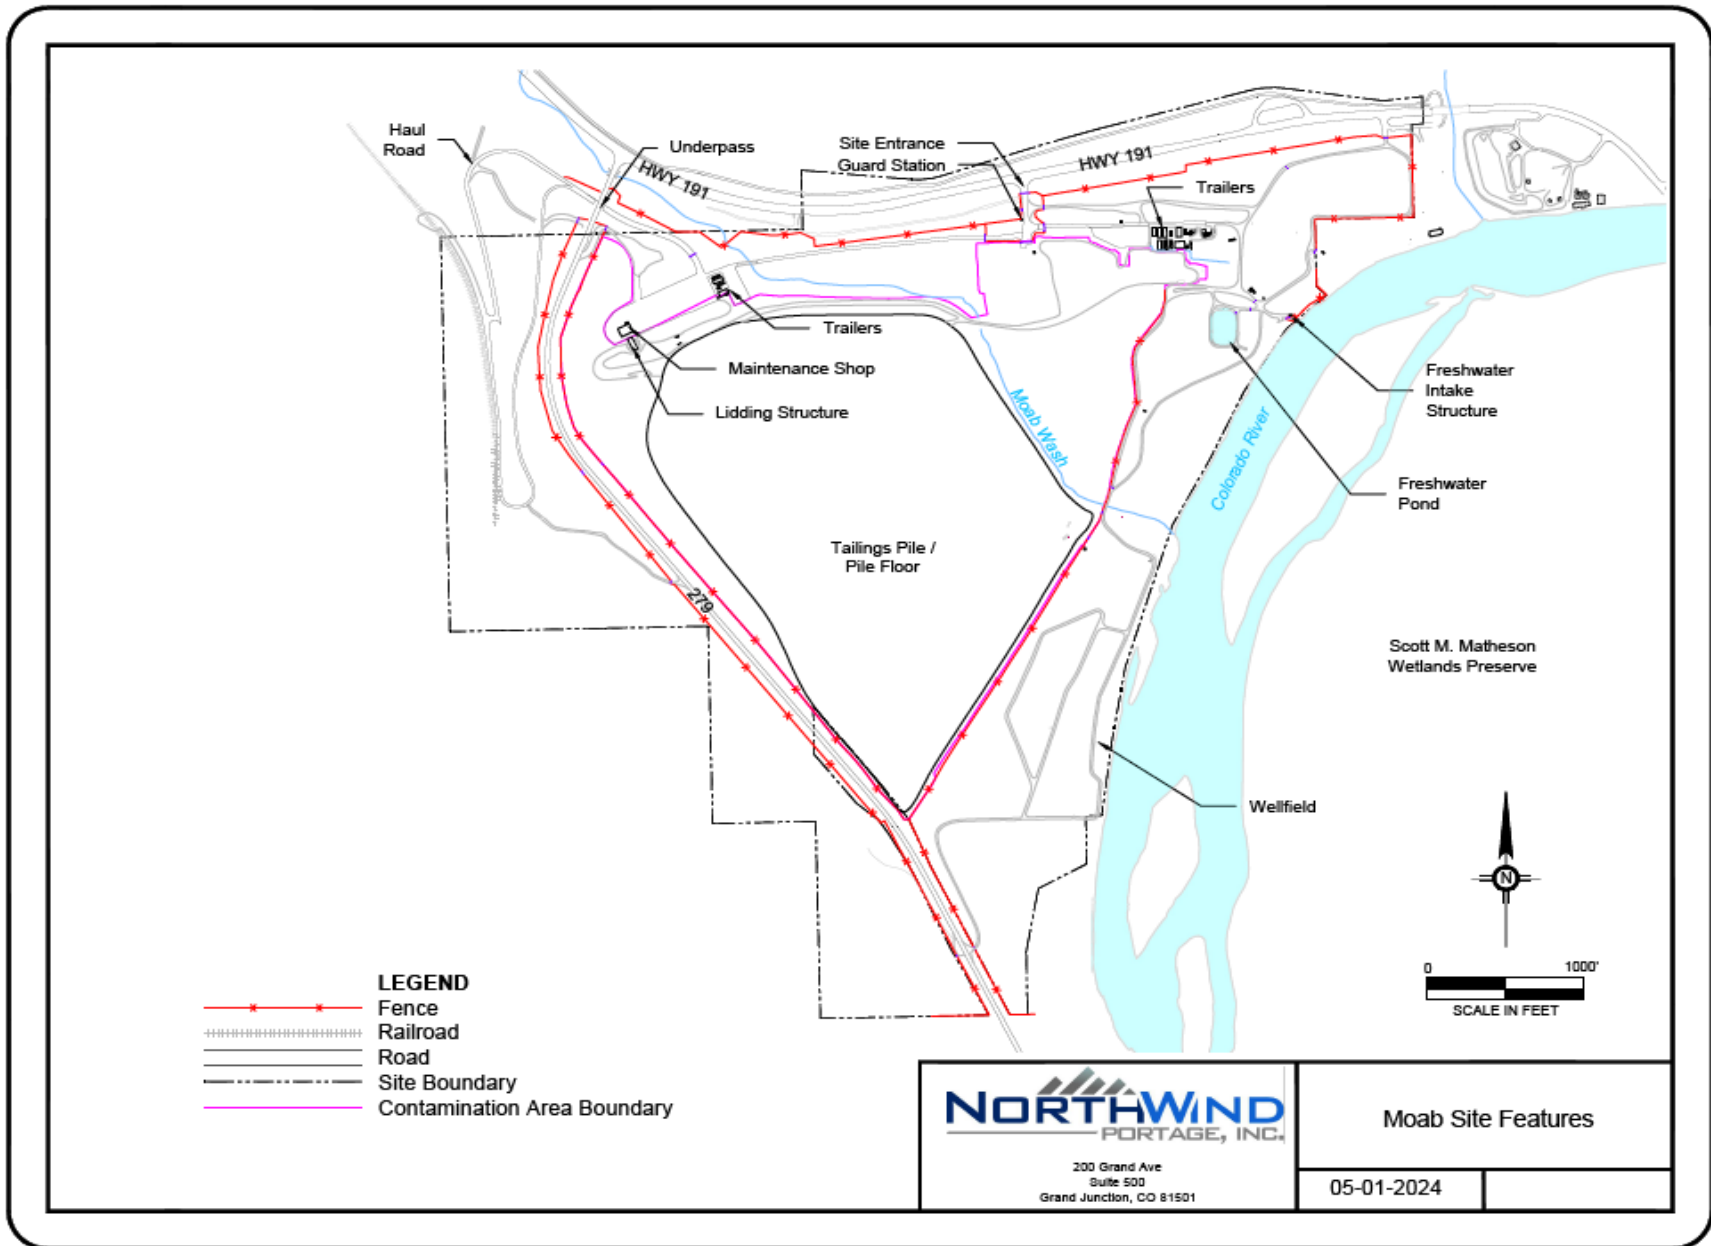 Haul
Road
Underpass
HWY 191
Site Entrance
Guard Station
HWY 191
Trailers
Trailers
Maintenance Shop
Lidding Structure
Moab Wash
Freshwater
Intake
Structure
Colorado River
Freshwater
Pond
Tailings Pile /
Pile Floor
279
Scott M. Matheson
Wetlands Preserve
Wellfield
N
0 1000'
SCALE IN FEET
LEGEND
Fence
Railroad
Road
Site Boundary
Contamination Area Boundary
NORTHWIND
PORTAGE, INC.
200 Grand Ave
Suite 500
Grand Junction, CO 81501
Moab Site Features
05-01-2024